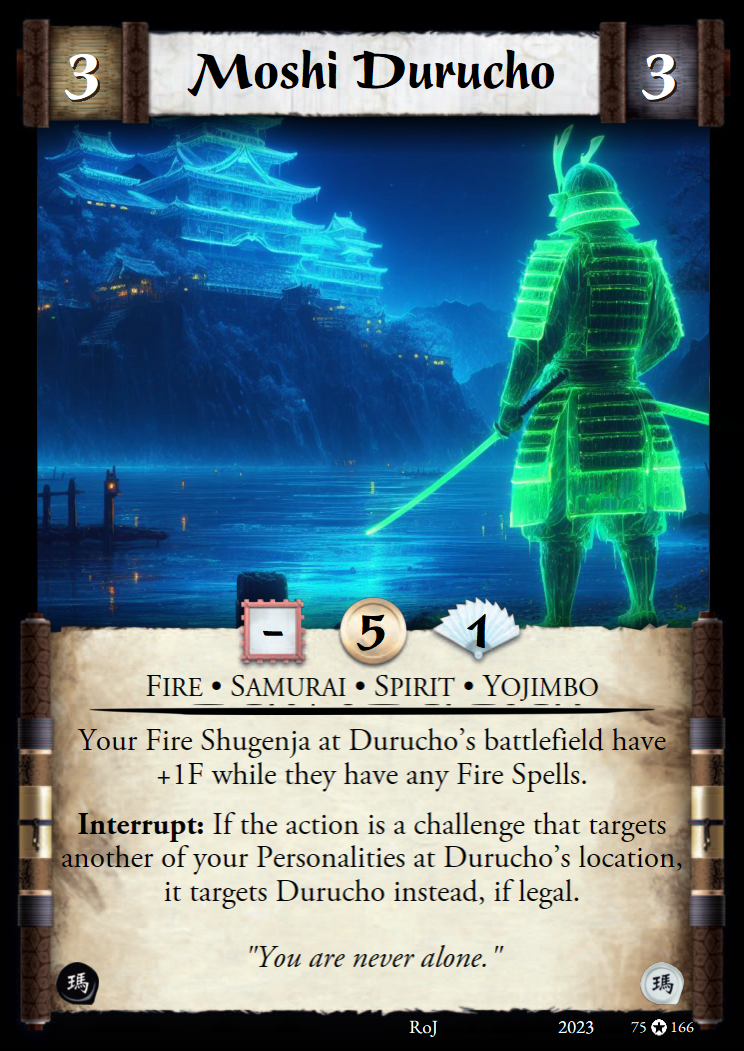 3 Moshi Durucho 3
- 5 1
FIRE • SAMURAI • SPIRIT • YOJIMBO
Your Fire Shugenja at Durucho's battlefield have
+1F while they have any Fire Spells.
Interrupt: If the action is a challenge that targets
another of your Personalities at Durucho's location,
it targets Durucho instead, if legal.
"You are never alone."
瑪 瑪
RoJ 2023 75 ✪ 166